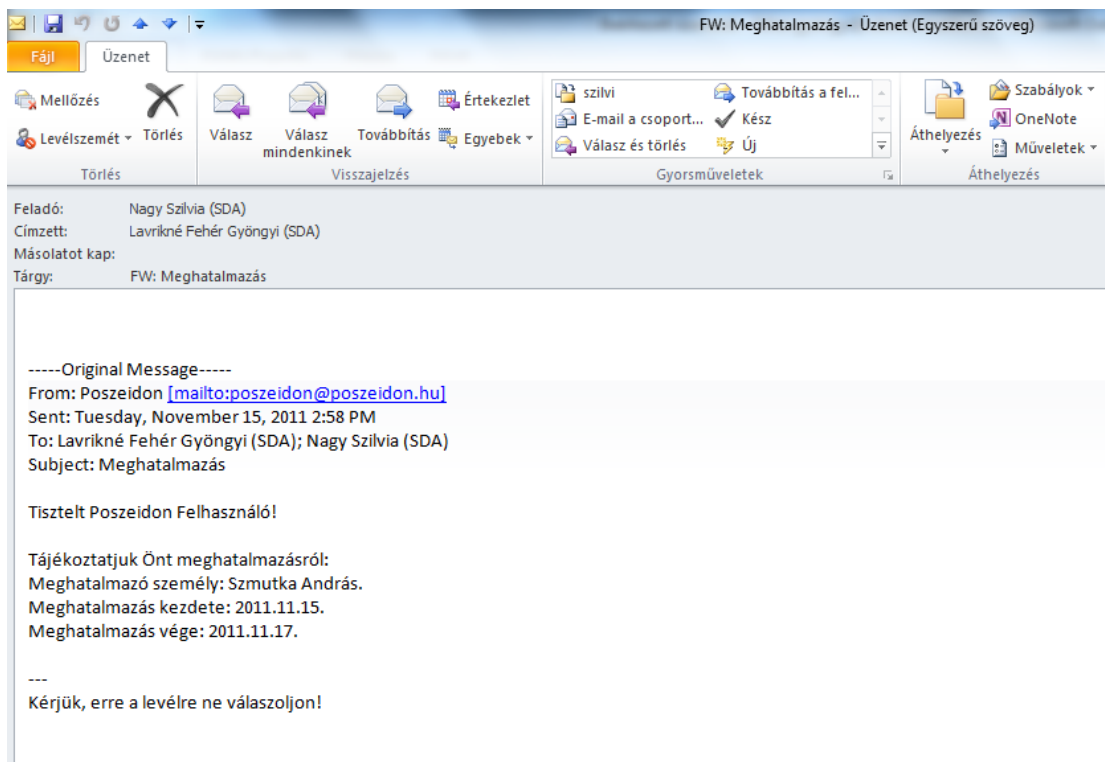 FW: Meghatalmazás - Üzenet (Egyszerű szöveg)
Fájl Üzenet
Mellőzés
Levélszemét
Törlés
Válasz
Válasz mindenkinek
Továbbítás
Értekezlet
Egyebek
szilvi
E-mail a csoport...
Válasz és törlés
Továbbítás a fel...
Kész
Új
Áthelyezés
Szabályok
OneNote
Műveletek
Törlés Visszajelzés Gyorsműveletek Áthelyezés
Feladó: Nagy Szilvia (SDA)
Címzett: Lavrikné Fehér Gyöngyi (SDA)
Másolatot kap:
Tárgy: FW: Meghatalmazás
-----Original Message-----
From: Poszeidon [mailto:poszeidon@poszeidon.hu]
Sent: Tuesday, November 15, 2011 2:58 PM
To: Lavrikné Fehér Gyöngyi (SDA); Nagy Szilvia (SDA)
Subject: Meghatalmazás
Tisztelt Poszeidon Felhasználó!
Tájékoztatjuk Önt meghatalmazásról:
Meghatalmazó személy: Szmutka András.
Meghatalmazás kezdete: 2011.11.15.
Meghatalmazás vége: 2011.11.17.
---
Kérjük, erre a levélre ne válaszoljon!